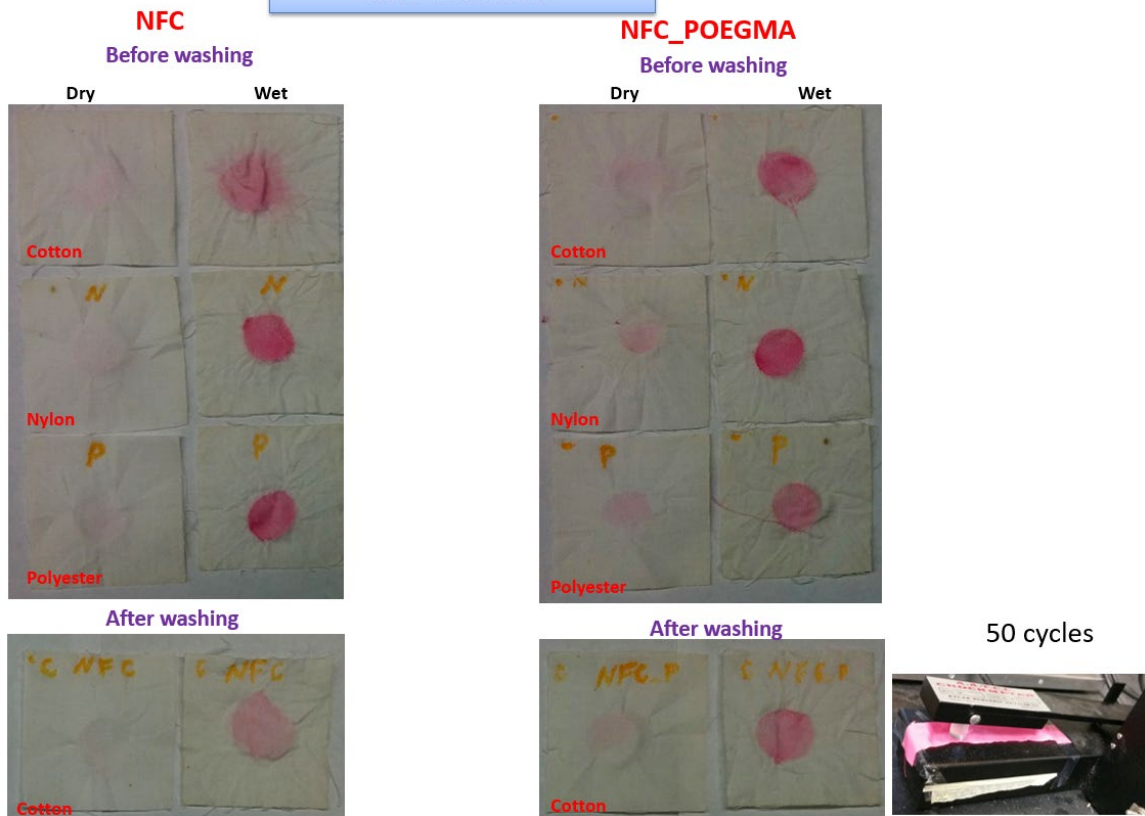 NFC
Before washing
Dry Wet
Cotton
N N
Nylon
P P
Polyester
After washing
C NFC C NFC
Cotton
NFC_POEGMA
Before washing
Dry Wet
Cotton
N N
Nylon
P P
Polyester
After washing
C NFC_P
Cotton
50 cycles